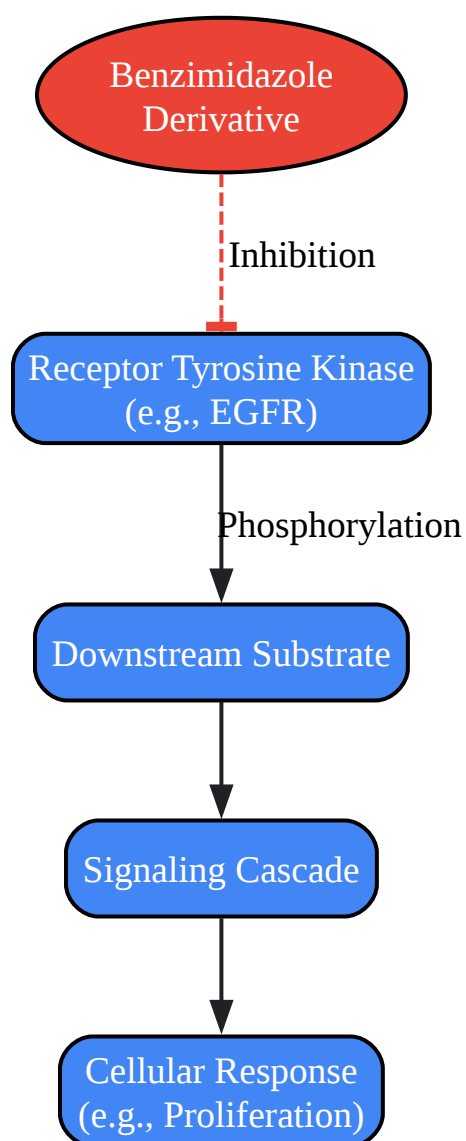 Benzimidazole
Derivative
Inhibition
Receptor Tyrosine Kinase
(e.g., EGFR)
Phosphorylation
Downstream Substrate
Signaling Cascade
Cellular Response
(e.g., Proliferation)